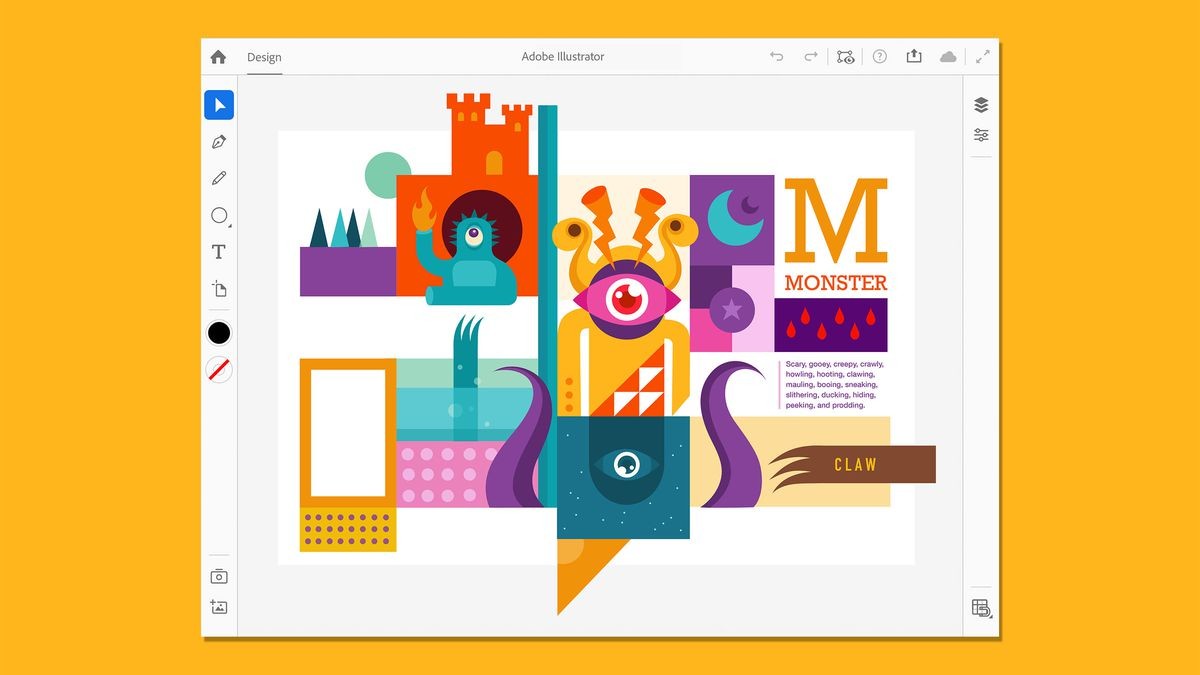 Design
Adobe Illustrator
?
T
M
MONSTER
Scary, gooey, creepy, crawly,
howling, hooting, clawing,
mauling, booing, sneaking,
slithering, ducking, hiding,
peeking, and prodding.
CLAW